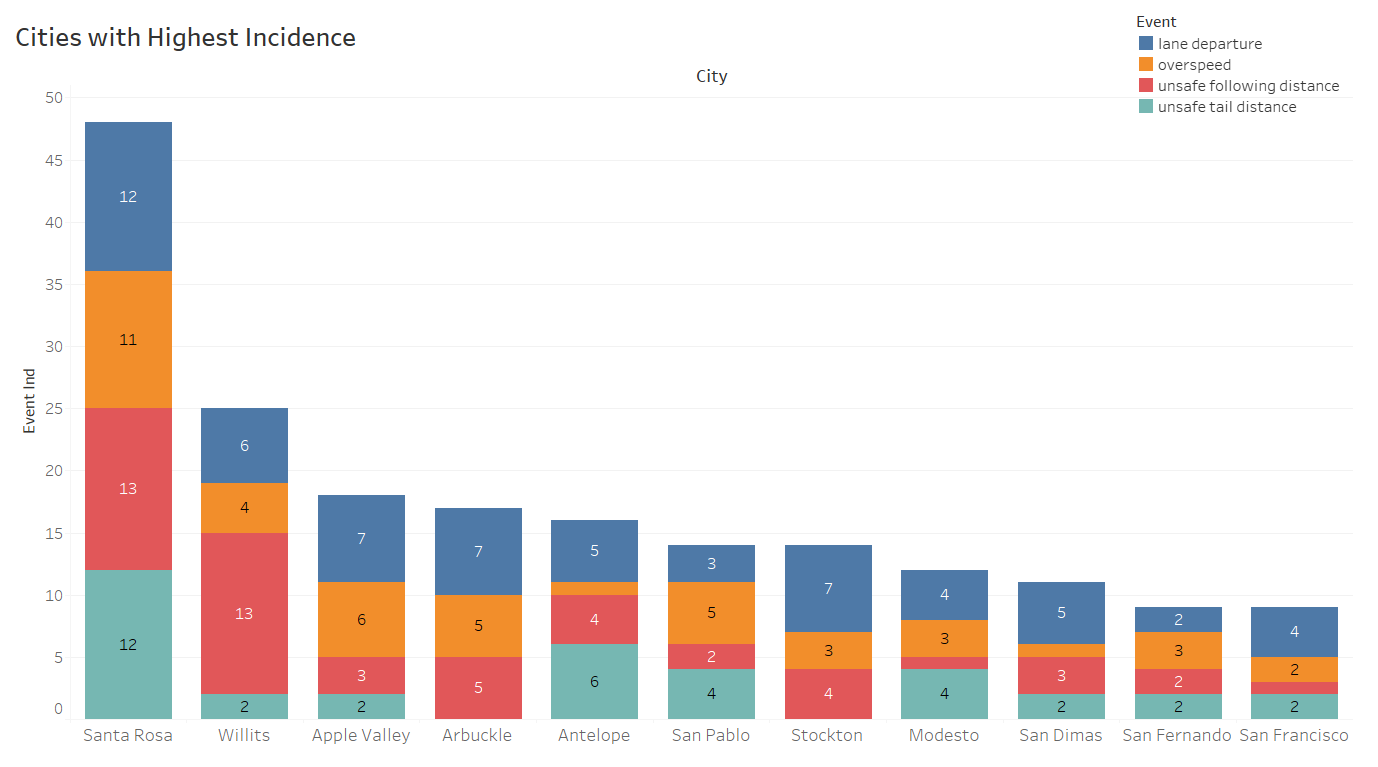 Cities with Highest Incidence
Event
lane departure
overspeed
unsafe following distance
unsafe tail distance
City
50
45
40
35
30
25
20
15
10
5
0
Event Ind
12
11
13
12
6
4
13
2
7
6
3
2
7
5
5
5
4
6
3
5
2
4
7
3
4
4
3
4
5
3
2
2
3
2
2
4
2
2
Santa Rosa
Willits
Apple Valley
Arbuckle
Antelope
San Pablo
Stockton
Modesto
San Dimas
San Fernando
San Francisco